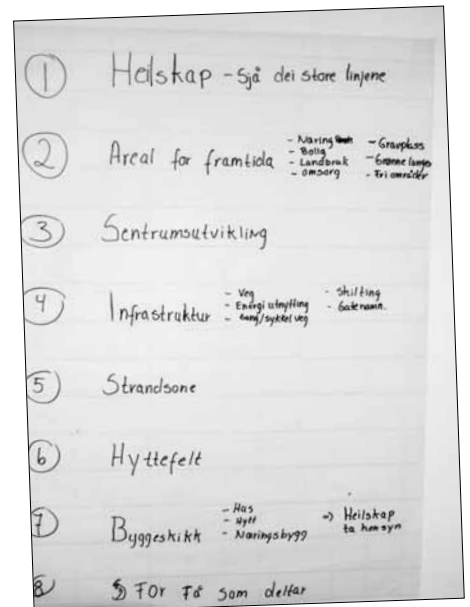 1 Heilskap - Sjå dei store linjene
2 Areal for framtida
- Næring
- Bolig
- Landbruk
- omsorg
- Gravplass
- Grønne lunger
- Fri områder
3 Sentrumsutvikling
4 Infrastruktur
- Veg
- Energi utnytting
- Gang/sykkel veg
- Skilting
- Gatenamn.
5 Strandsone
6 Hyttefelt
7 Byggeskikk
- Hus
- Hytt
- Næringsbygg
=> Heilskap
ta hensyn
8 For Få som deltar